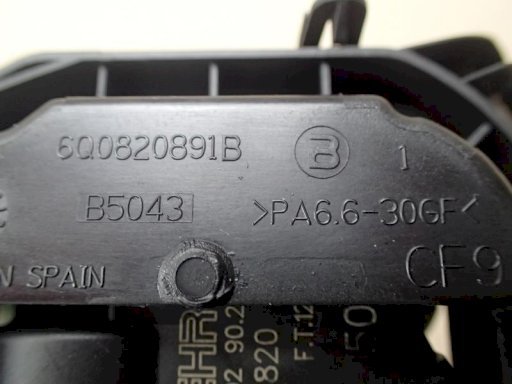 6Q0820891B B 1
B5043 >PA6.6-30GF<
N SPAIN CF9